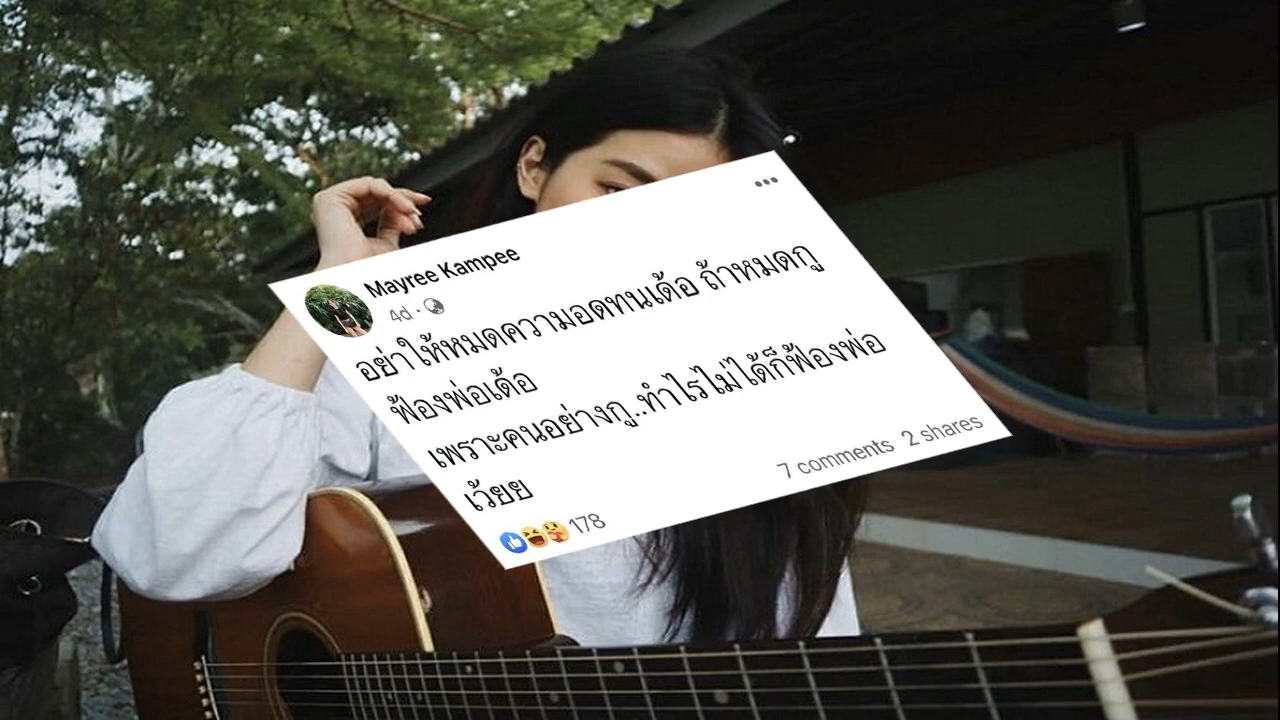 Mayree Kampee
4d ·
อย่าให้หมดความอดทนเด้อ ถ้าหมดกู
ฟ้องพ่อเด้อ
เพราะคนอย่างกู..ทำไรไม่ได้ก็ฟ้องพ่อ
เว้ยย
178
7 comments 2 shares